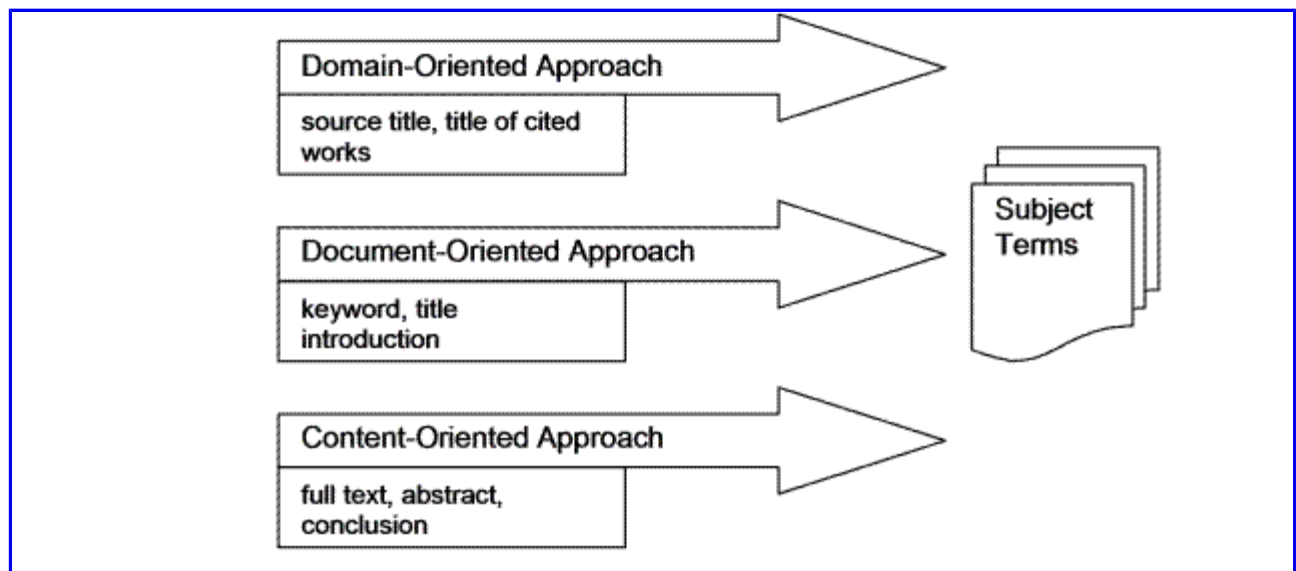 Domain-Oriented Approach
source title, title of cited
works
Document-Oriented Approach
keyword, title
introduction
Content-Oriented Approach
full text, abstract,
conclusion
Subject
Terms